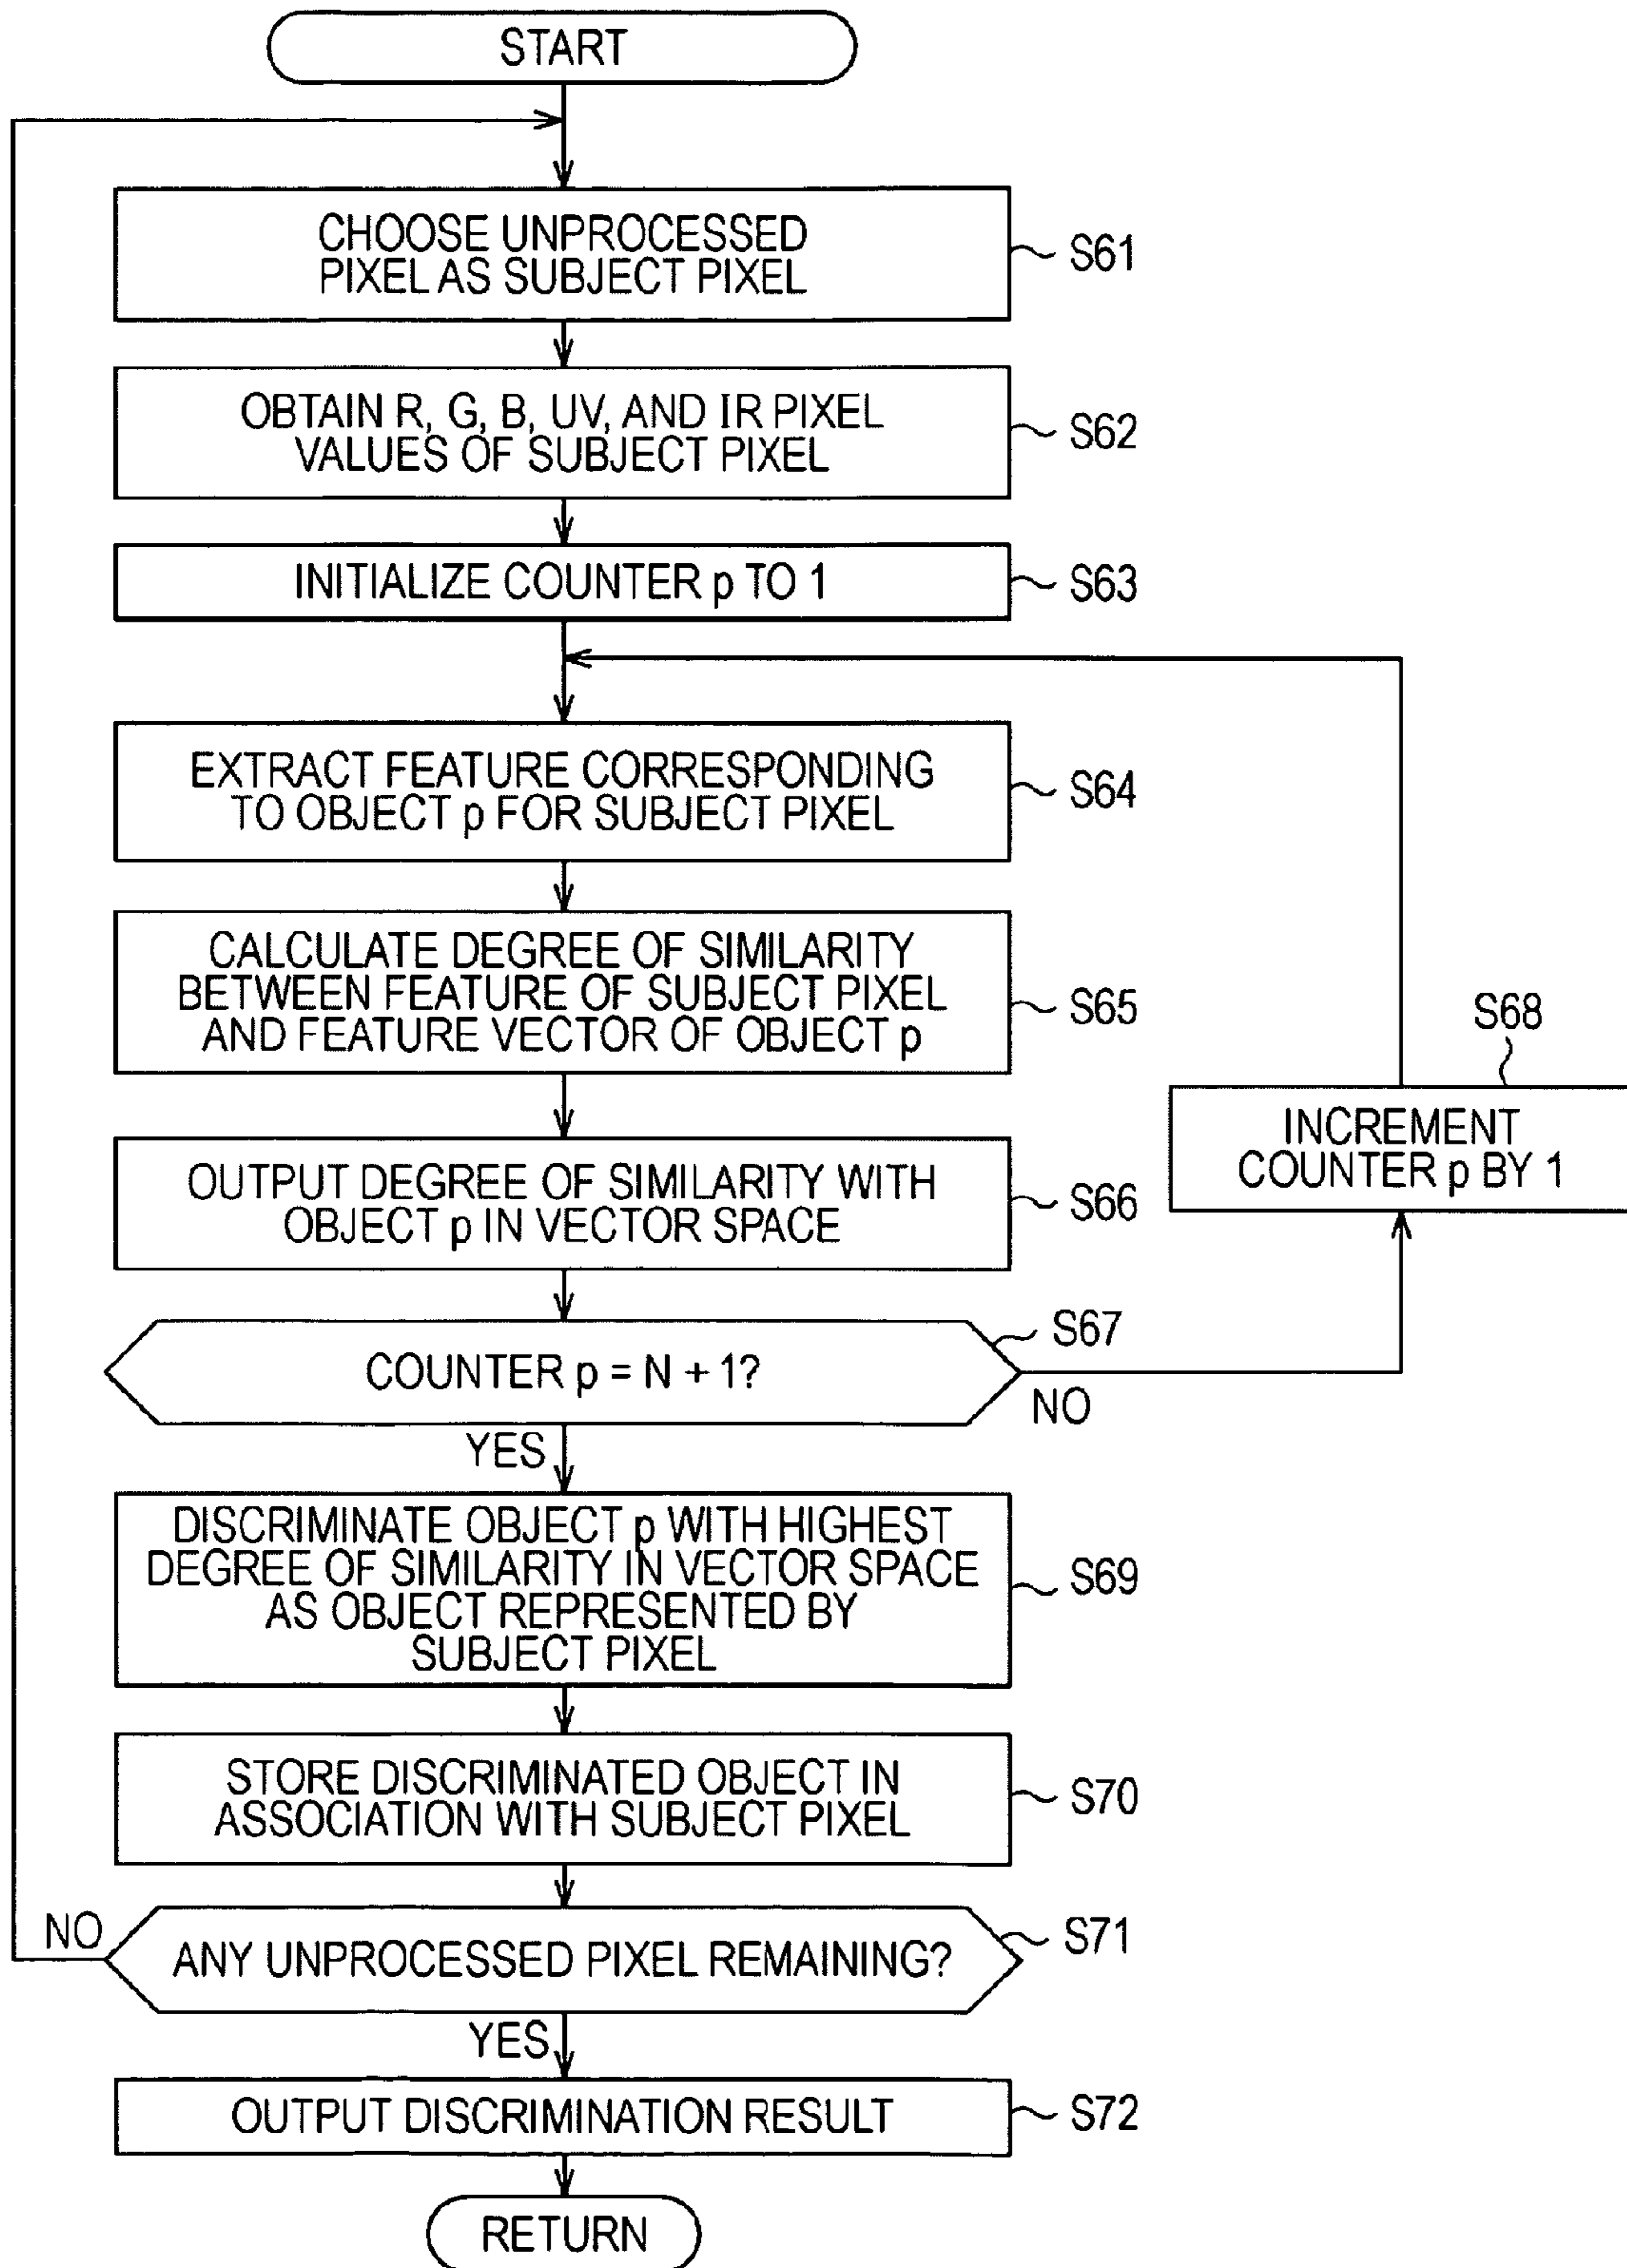 START
CHOOSE UNPROCESSED
PIXEL AS SUBJECT PIXEL
S61
OBTAIN R, G, B, UV, AND IR PIXEL
VALUES OF SUBJECT PIXEL
S62
INITIALIZE COUNTER p TO 1
S63
EXTRACT FEATURE CORRESPONDING
TO OBJECT p FOR SUBJECT PIXEL
S64
CALCULATE DEGREE OF SIMILARITY
BETWEEN FEATURE OF SUBJECT PIXEL
AND FEATURE VECTOR OF OBJECT p
S65
S68
INCREMENT
COUNTER p BY 1
OUTPUT DEGREE OF SIMILARITY WITH
OBJECT p IN VECTOR SPACE
S66
COUNTER p = N + 1?
S67
NO
YES
DISCRIMINATE OBJECT p WITH HIGHEST
DEGREE OF SIMILARITY IN VECTOR SPACE
AS OBJECT REPRESENTED BY
SUBJECT PIXEL
S69
STORE DISCRIMINATED OBJECT IN
ASSOCIATION WITH SUBJECT PIXEL
S70
NO
ANY UNPROCESSED PIXEL REMAINING?
S71
YES
OUTPUT DISCRIMINATION RESULT
S72
RETURN